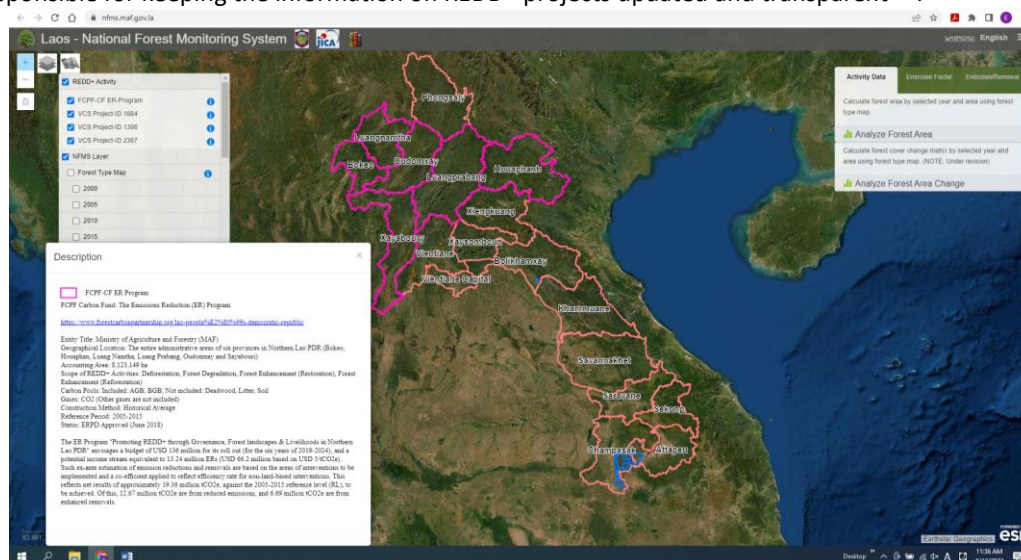 ponsible for keeping the information on REDD+ projects updated and transparent
nfms.maf.gov.la
Laos - National Forest Monitoring System
jica
English
REDD+ Activity
FCPF-CF ER-Program
VCS Project-ID 1684
VCS Project-ID 1398
VCS Project-ID 2367
NFMS Layer
Forest Type Map
2000
2005
2010
2015
Activity Data
Emission Factor
Emission/Removal
Calculate forest area by selected year and area using forest
type map.
Analyze Forest Area
Calculate forest cover change matrix by selected year and
area using forest type map. (NOTE: Under revision)
Analyze Forest Area Change
Phongsaly
Luangnamtha
Bokeo
Oudomxay
Luangprabang
Houaphanh
Xiengkuang
Xayaboury
Vientiane
Xaysomboun
Bolikhamxay
Vientiane Capital
Khammuane
Savannakhet
Saravane
Sekong
Champasak
Attapeu
Description
FCPF-CF ER Program
FCPF Carbon Fund: The Emissions Reduction (ER) Program
https://www.forestcarbonpartnership.org/lao-people%E2%80%99s-democratic-republic
Entity Title: Ministry of Agriculture and Forestry (MAF)
Geographical Location: The entire administrative areas of six provinces in Northern Lao PDR (Bokeo,
Houaphan, Luang Namtha, Luang Prabang, Oudomxay and Sayabouri)
Accounting Area: 8,123,149 ha
Scope of REDD+ Activities: Deforestation, Forest Degradation, Forest Enhancement (Restoration), Forest
Enhancement (Reforestation)
Carbon Pools: Included: AGB, BGB; Not included: Deadwood, Litter, Soil
Gases: CO2 (Other gases are not included)
Construction Method: Historical Average
Reference Period: 2005-2015
Status: ERPD Approved (June 2018)
The ER Program "Promoting REDD+ through Governance, Forest landscapes & Livelihoods in Northern
Lao PDR" envisages a budget of USD 136 million for its roll out (for the six years of 2019-2024), and a
potential income stream equivalent to 13.24 million ERs (USD 66.2 million based on USD 5/tCO2e).
Such ex-ante estimation of emission reductions and removals are based on the areas of interventions to be
implemented and a co-efficient applied to reflect efficiency rate for non-land-based interventions. This
reflects net results of approximately 19.36 million tCO2e, against the 2005-2015 reference level (RL), to
be achieved. Of this, 12.67 million tCO2e are from reduced emissions, and 6.69 million tCO2e are from
enhanced removals.
Earthstar Geographics
esri
Desktop
11:36 AM